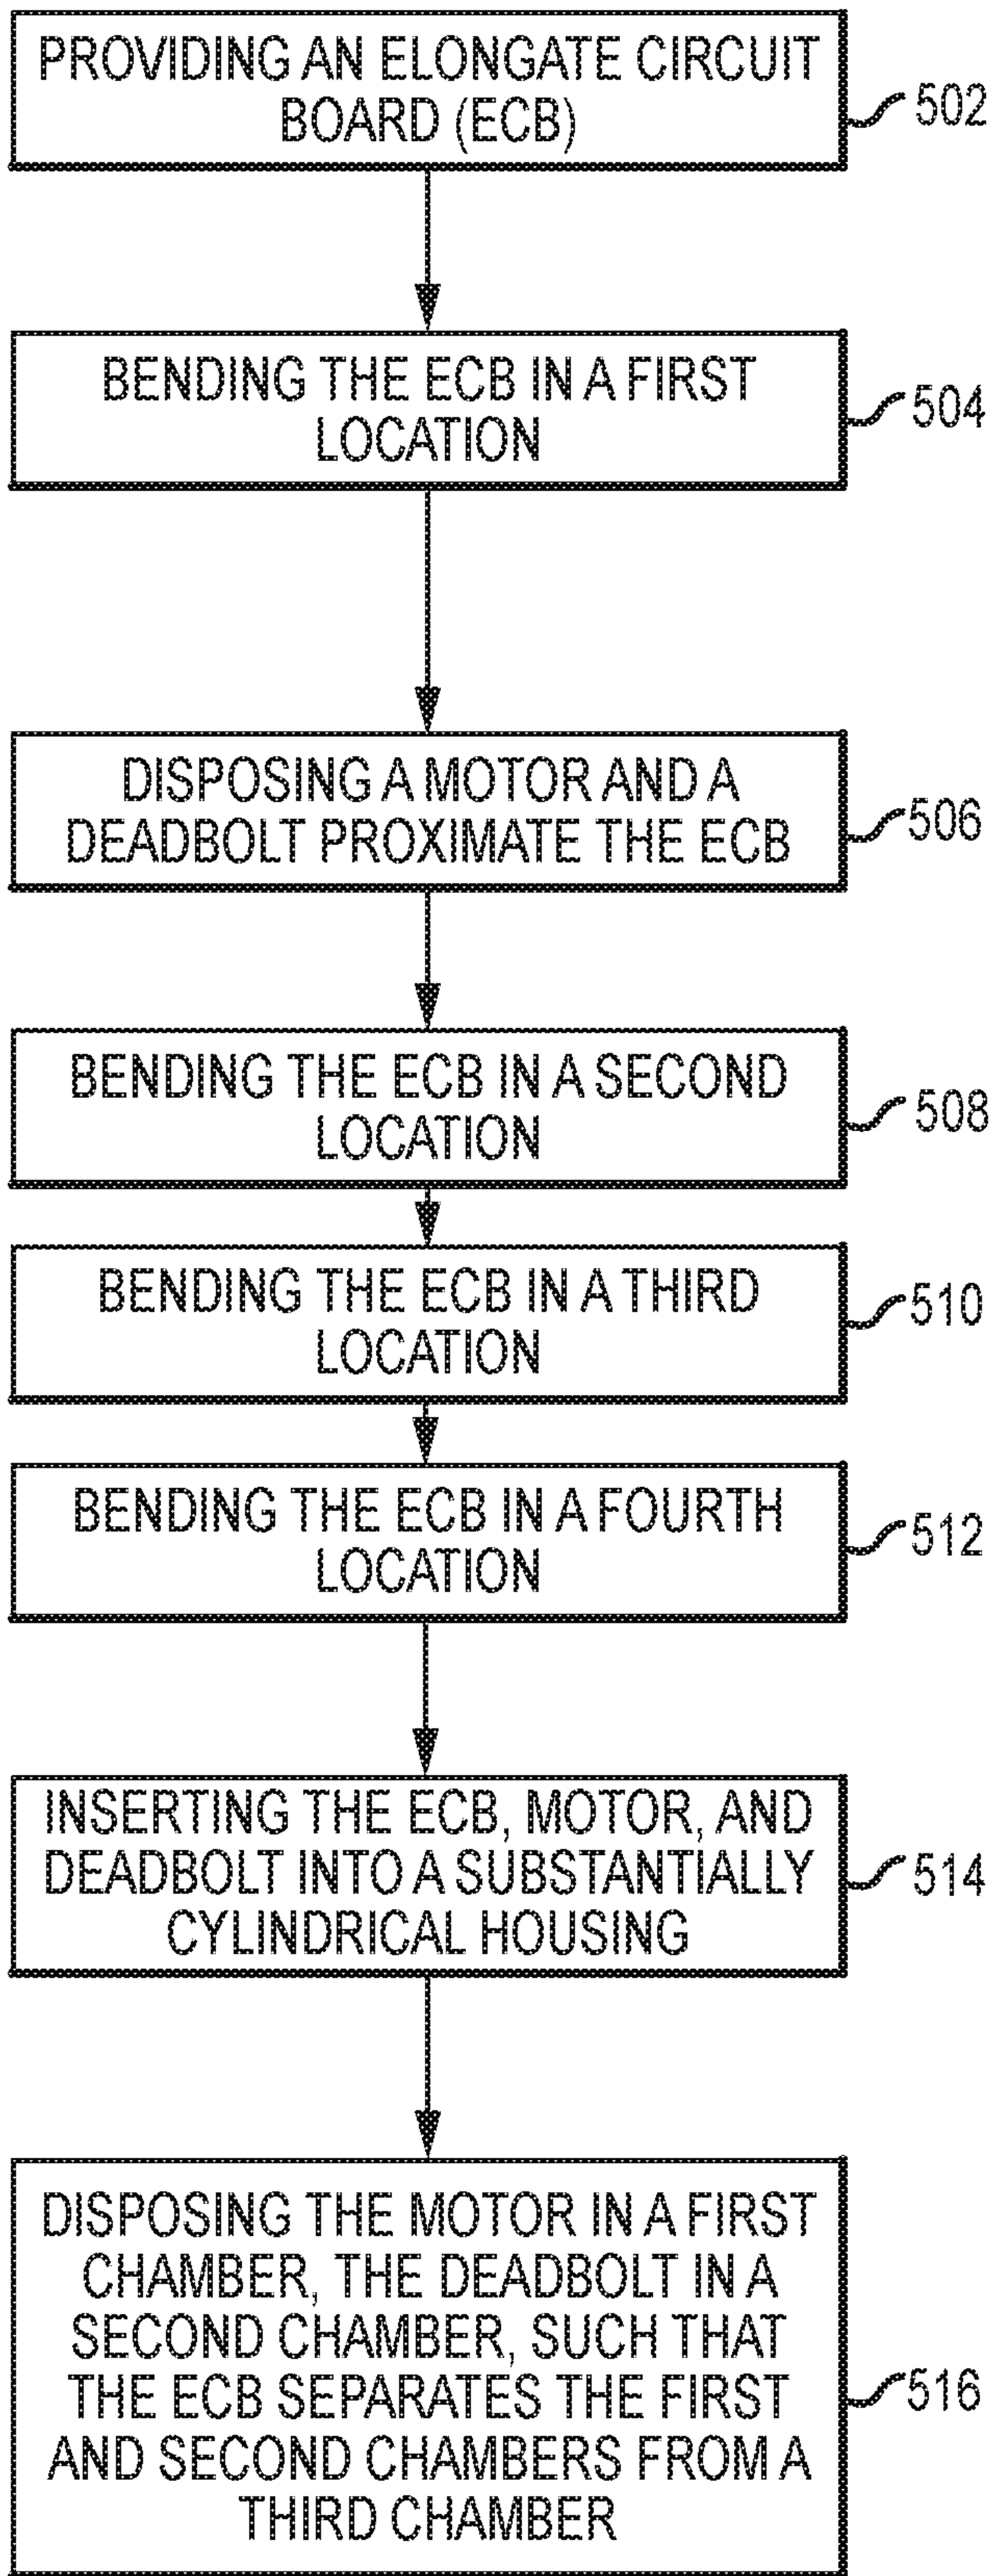 PROVIDING AN ELONGATE CIRCUIT
BOARD (ECB)
502
BENDING THE ECB IN A FIRST
LOCATION
504
DISPOSING A MOTOR AND A
DEADBOLT PROXIMATE THE ECB
506
BENDING THE ECB IN A SECOND
LOCATION
508
BENDING THE ECB IN A THIRD
LOCATION
510
BENDING THE ECB IN A FOURTH
LOCATION
512
INSERTING THE ECB, MOTOR, AND
DEADBOLT INTO A SUBSTANTIALLY
CYLINDRICAL HOUSING
514
DISPOSING THE MOTOR IN A FIRST
CHAMBER, THE DEADBOLT IN A
SECOND CHAMBER, SUCH THAT
THE ECB SEPARATES THE FIRST
AND SECOND CHAMBERS FROM A
THIRD CHAMBER
516